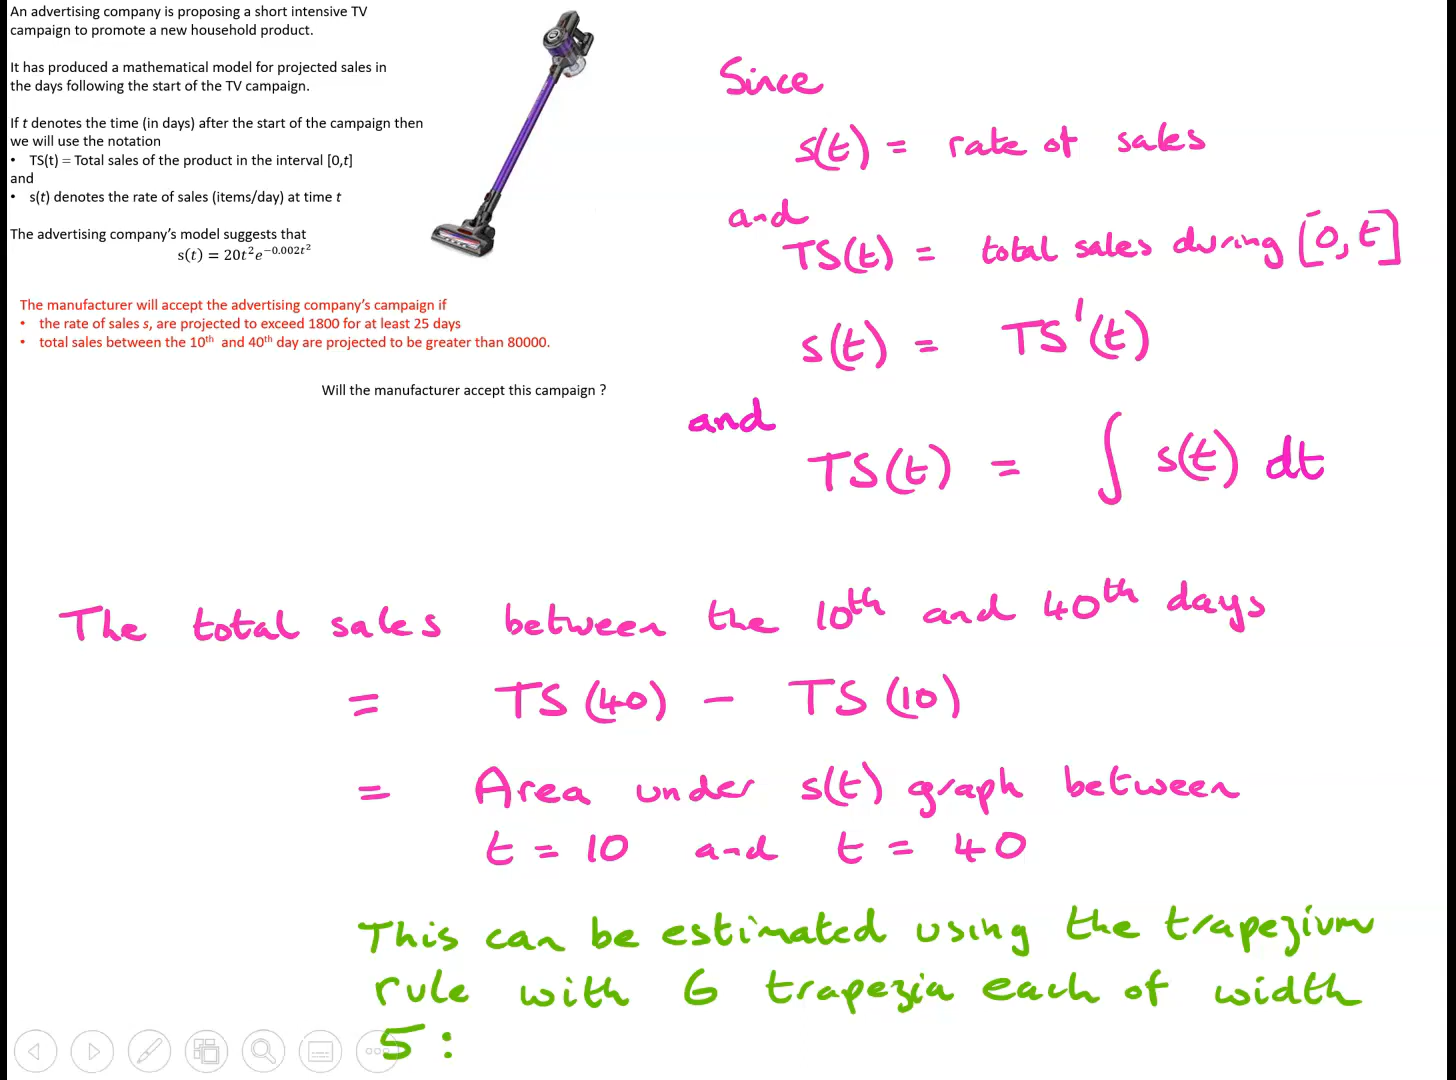 An advertising company is proposing a short intensive TV
campaign to promote a new household product.
It has produced a mathematical model for projected sales in
the days following the start of the TV campaign.
If t denotes the time (in days) after the start of the campaign then
we will use the notation
• TS(t) = Total sales of the product in the interval [0,t]
and
• s(t) denotes the rate of sales (items/day) at time t
The advertising company's model suggests that
s(t) = 20t²e^{−0.002t²}
The manufacturer will accept the advertising company's campaign if
• the rate of sales s, are projected to exceed 1800 for at least 25 days
• total sales between the 10th and 40th day are projected to be greater than 80000.
Will the manufacturer accept this campaign ?
Since
s(t) = rate of sales
and
TS(t) = total sales during [0,t]
s(t) = TS'(t)
and
TS(t) = ∫ s(t) dt
The total sales between the 10th and 40th days
= TS(40) − TS(10)
= Area under s(t) graph between
t = 10 and t = 40
This can be estimated using the trapezium
rule with 6 trapezia each of width
5: